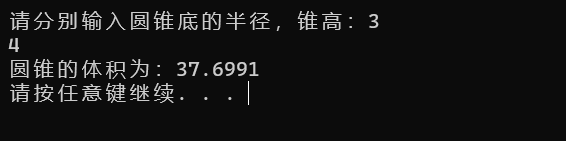 请分别输入圆锥底的半径，锥高：3
4
圆锥的体积为：37.6991
请按任意键继续. . .